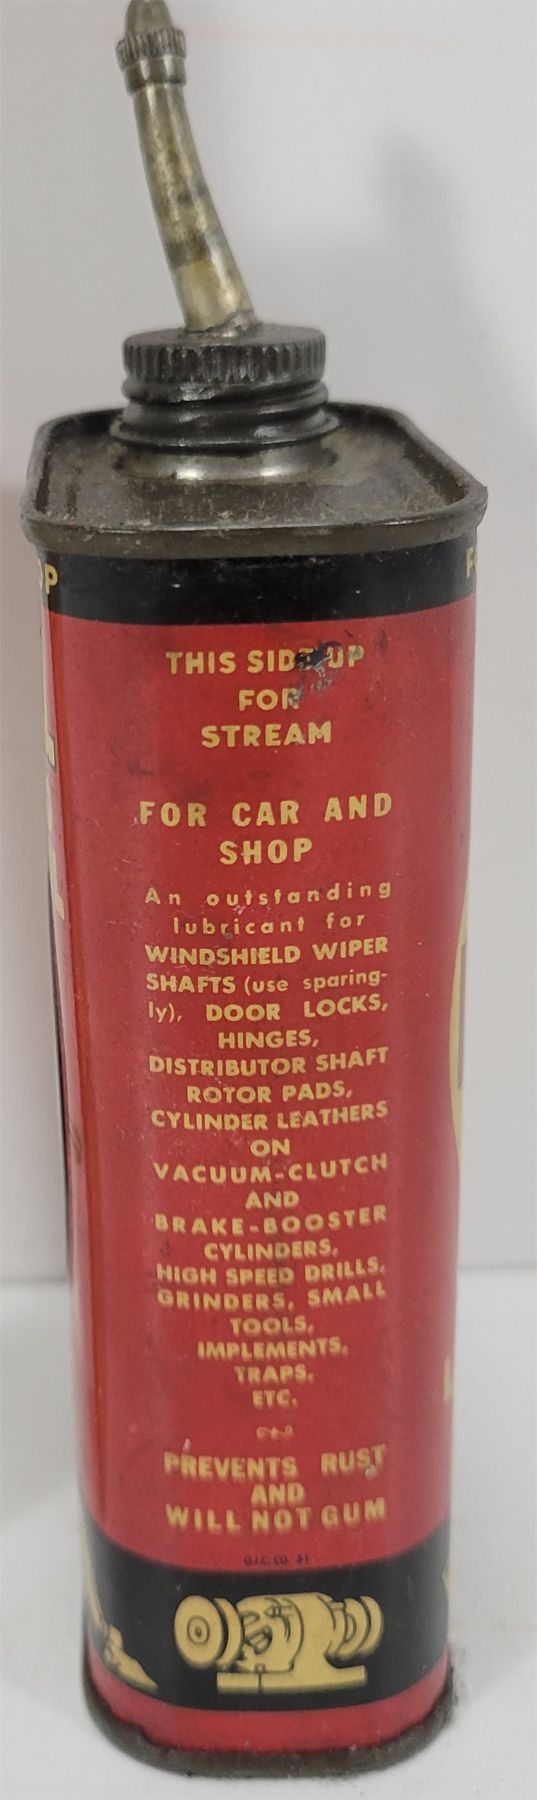 THIS SIDE UP
FOR
STREAM
FOR CAR AND
SHOP
An outstanding
lubricant for
WINDSHIELD WIPER
SHAFTS (use sparing-
ly), DOOR LOCKS,
HINGES,
DISTRIBUTOR SHAFT
ROTOR PADS,
CYLINDER LEATHERS
ON
VACUUM-CLUTCH
AND
BRAKE-BOOSTER
CYLINDERS,
HIGH SPEED DRILLS,
GRINDERS, SMALL
TOOLS,
IMPLEMENTS,
TRAPS,
ETC.
PREVENTS RUST
AND
WILL NOT GUM